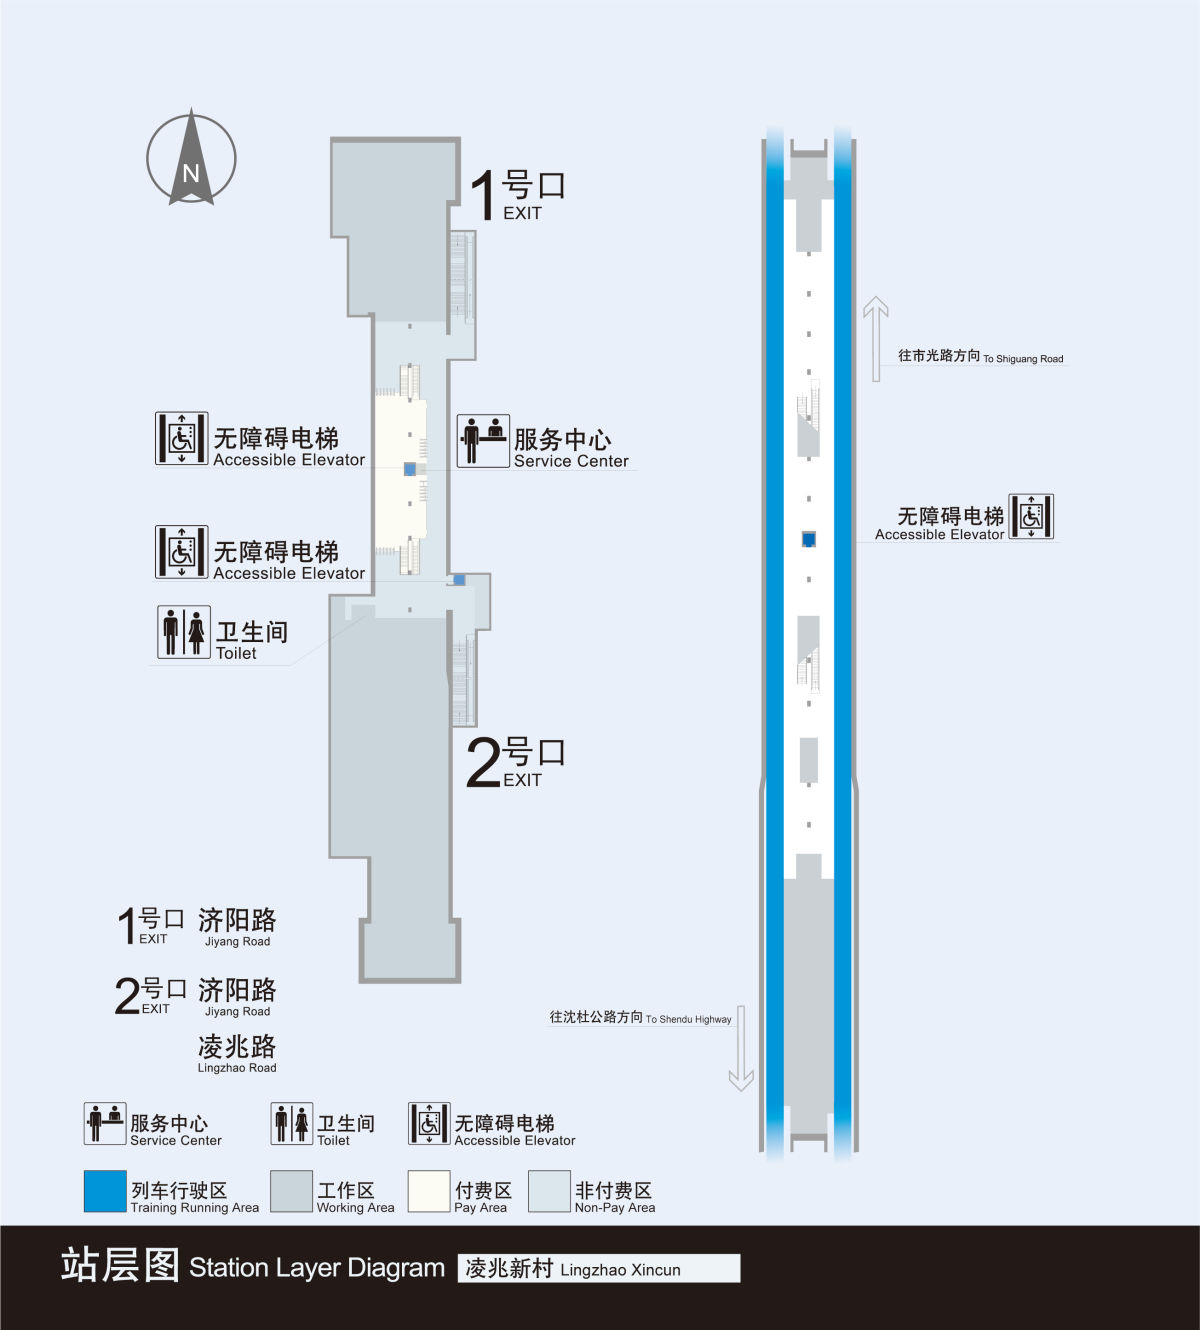 N
1号口
EXIT
无障碍电梯
Accessible Elevator
服务中心
Service Center
无障碍电梯
Accessible Elevator
卫生间
Toilet
2号口
EXIT
往市光路方向 To Shiguang Road
无障碍电梯
Accessible Elevator
往沈杜公路方向 To Shendu Highway
1号口 济阳路
EXIT Jiyang Road
2号口 济阳路
EXIT Jiyang Road
凌兆路
Lingzhao Road
服务中心
Service Center
卫生间
Toilet
无障碍电梯
Accessible Elevator
列车行驶区
Training Running Area
工作区
Working Area
付费区
Pay Area
非付费区
Non-Pay Area
站层图 Station Layer Diagram 凌兆新村 Lingzhao Xincun